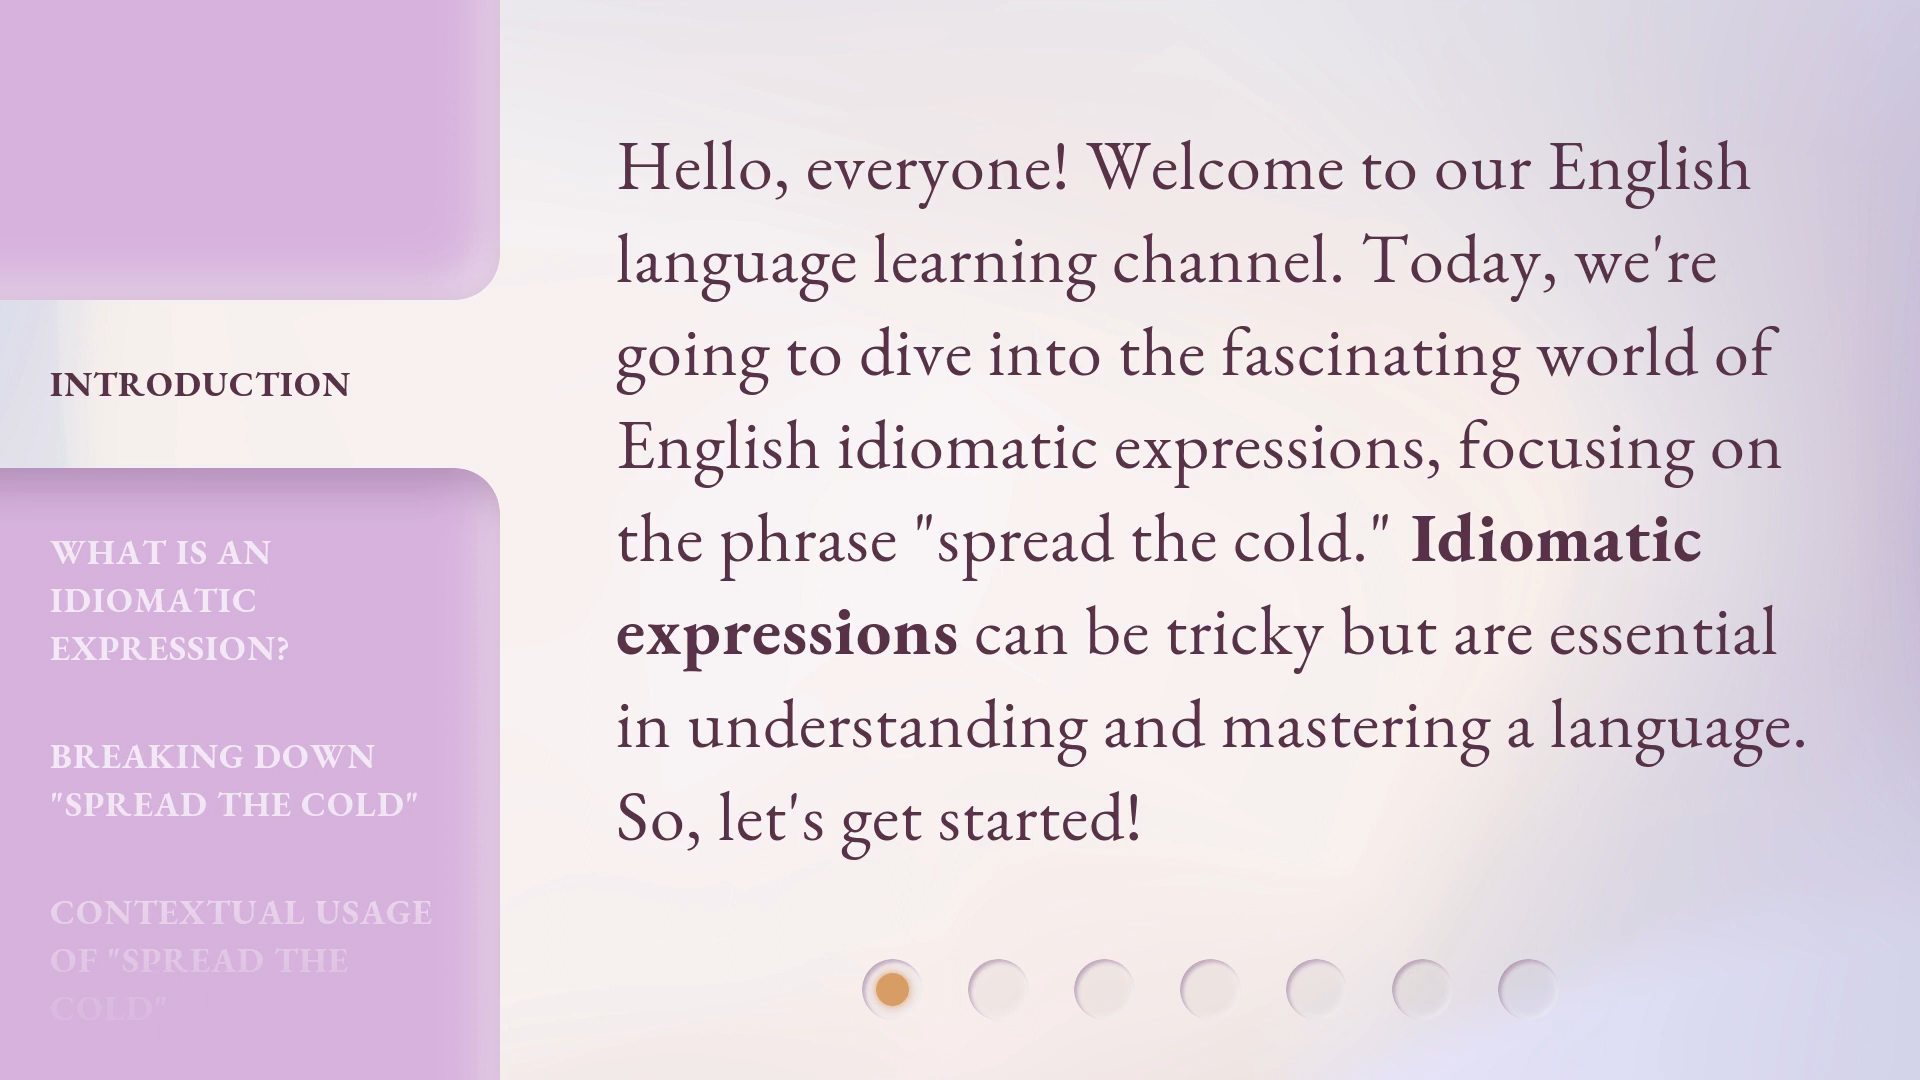 INTRODUCTION
WHAT IS AN
IDIOMATIC
EXPRESSION?
BREAKING DOWN
"SPREAD THE COLD"
CONTEXTUAL USAGE
OF "SPREAD THE
COLD"
Hello, everyone! Welcome to our English
language learning channel. Today, we're
going to dive into the fascinating world of
English idiomatic expressions, focusing on
the phrase "spread the cold." Idiomatic
expressions can be tricky but are essential
in understanding and mastering a language.
So, let's get started!